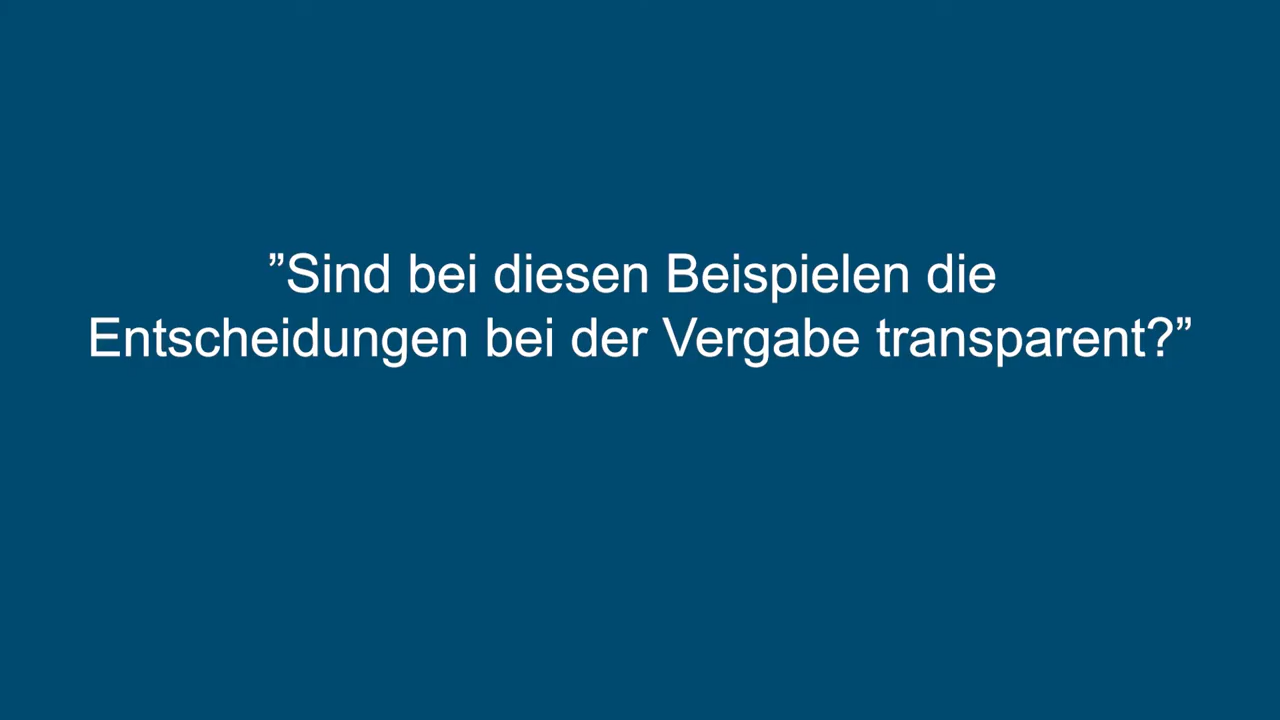 ”Sind bei diesen Beispielen die
Entscheidungen bei der Vergabe transparent?”